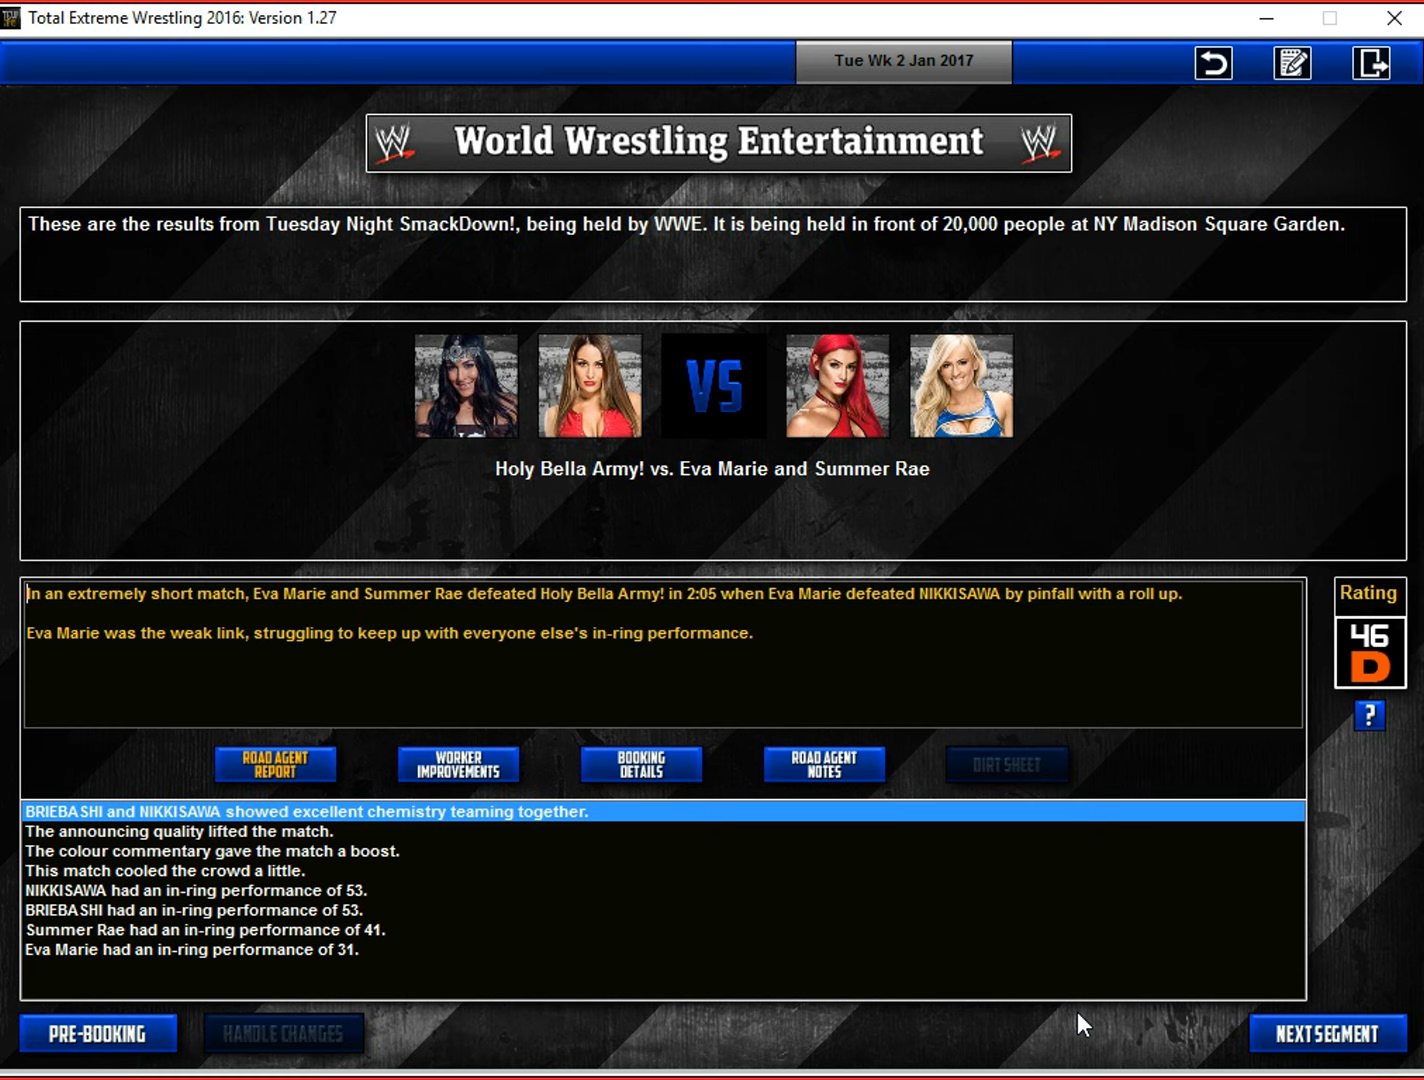 Total Extreme Wrestling 2016: Version 1.27
Tue Wk 2 Jan 2017
World Wrestling Entertainment
These are the results from Tuesday Night SmackDown!, being held by WWE. It is being held in front of 20,000 people at NY Madison Square Garden.
VS
Holy Bella Army! vs. Eva Marie and Summer Rae
In an extremely short match, Eva Marie and Summer Rae defeated Holy Bella Army! in 2:05 when Eva Marie defeated NIKKISAWA by pinfall with a roll up.
Eva Marie was the weak link, struggling to keep up with everyone else's in-ring performance.
Rating
46
D
?
ROAD AGENT REPORT
WORKER IMPROVEMENTS
BOOKING DETAILS
ROAD AGENT NOTES
DIRT SHEET
BRIEBASHI and NIKKISAWA showed excellent chemistry teaming together.
The announcing quality lifted the match.
The colour commentary gave the match a boost.
This match cooled the crowd a little.
NIKKISAWA had an in-ring performance of 53.
BRIEBASHI had an in-ring performance of 53.
Summer Rae had an in-ring performance of 41.
Eva Marie had an in-ring performance of 31.
PRE-BOOKING
HANDLE CHANGES
NEXT SEGMENT